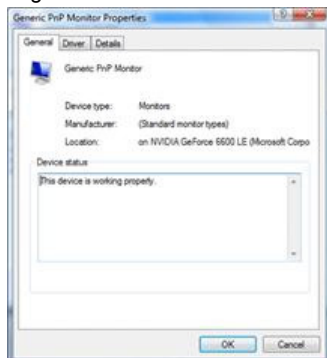 Generic PnP Monitor Properties
General Driver Details
Generic PnP Monitor
Device type: Monitors
Manufacturer: (Standard monitor types)
Location: on NVIDIA GeForce 6600 LE (Microsoft Corpo
Device status
This device is working properly.
OK Cancel